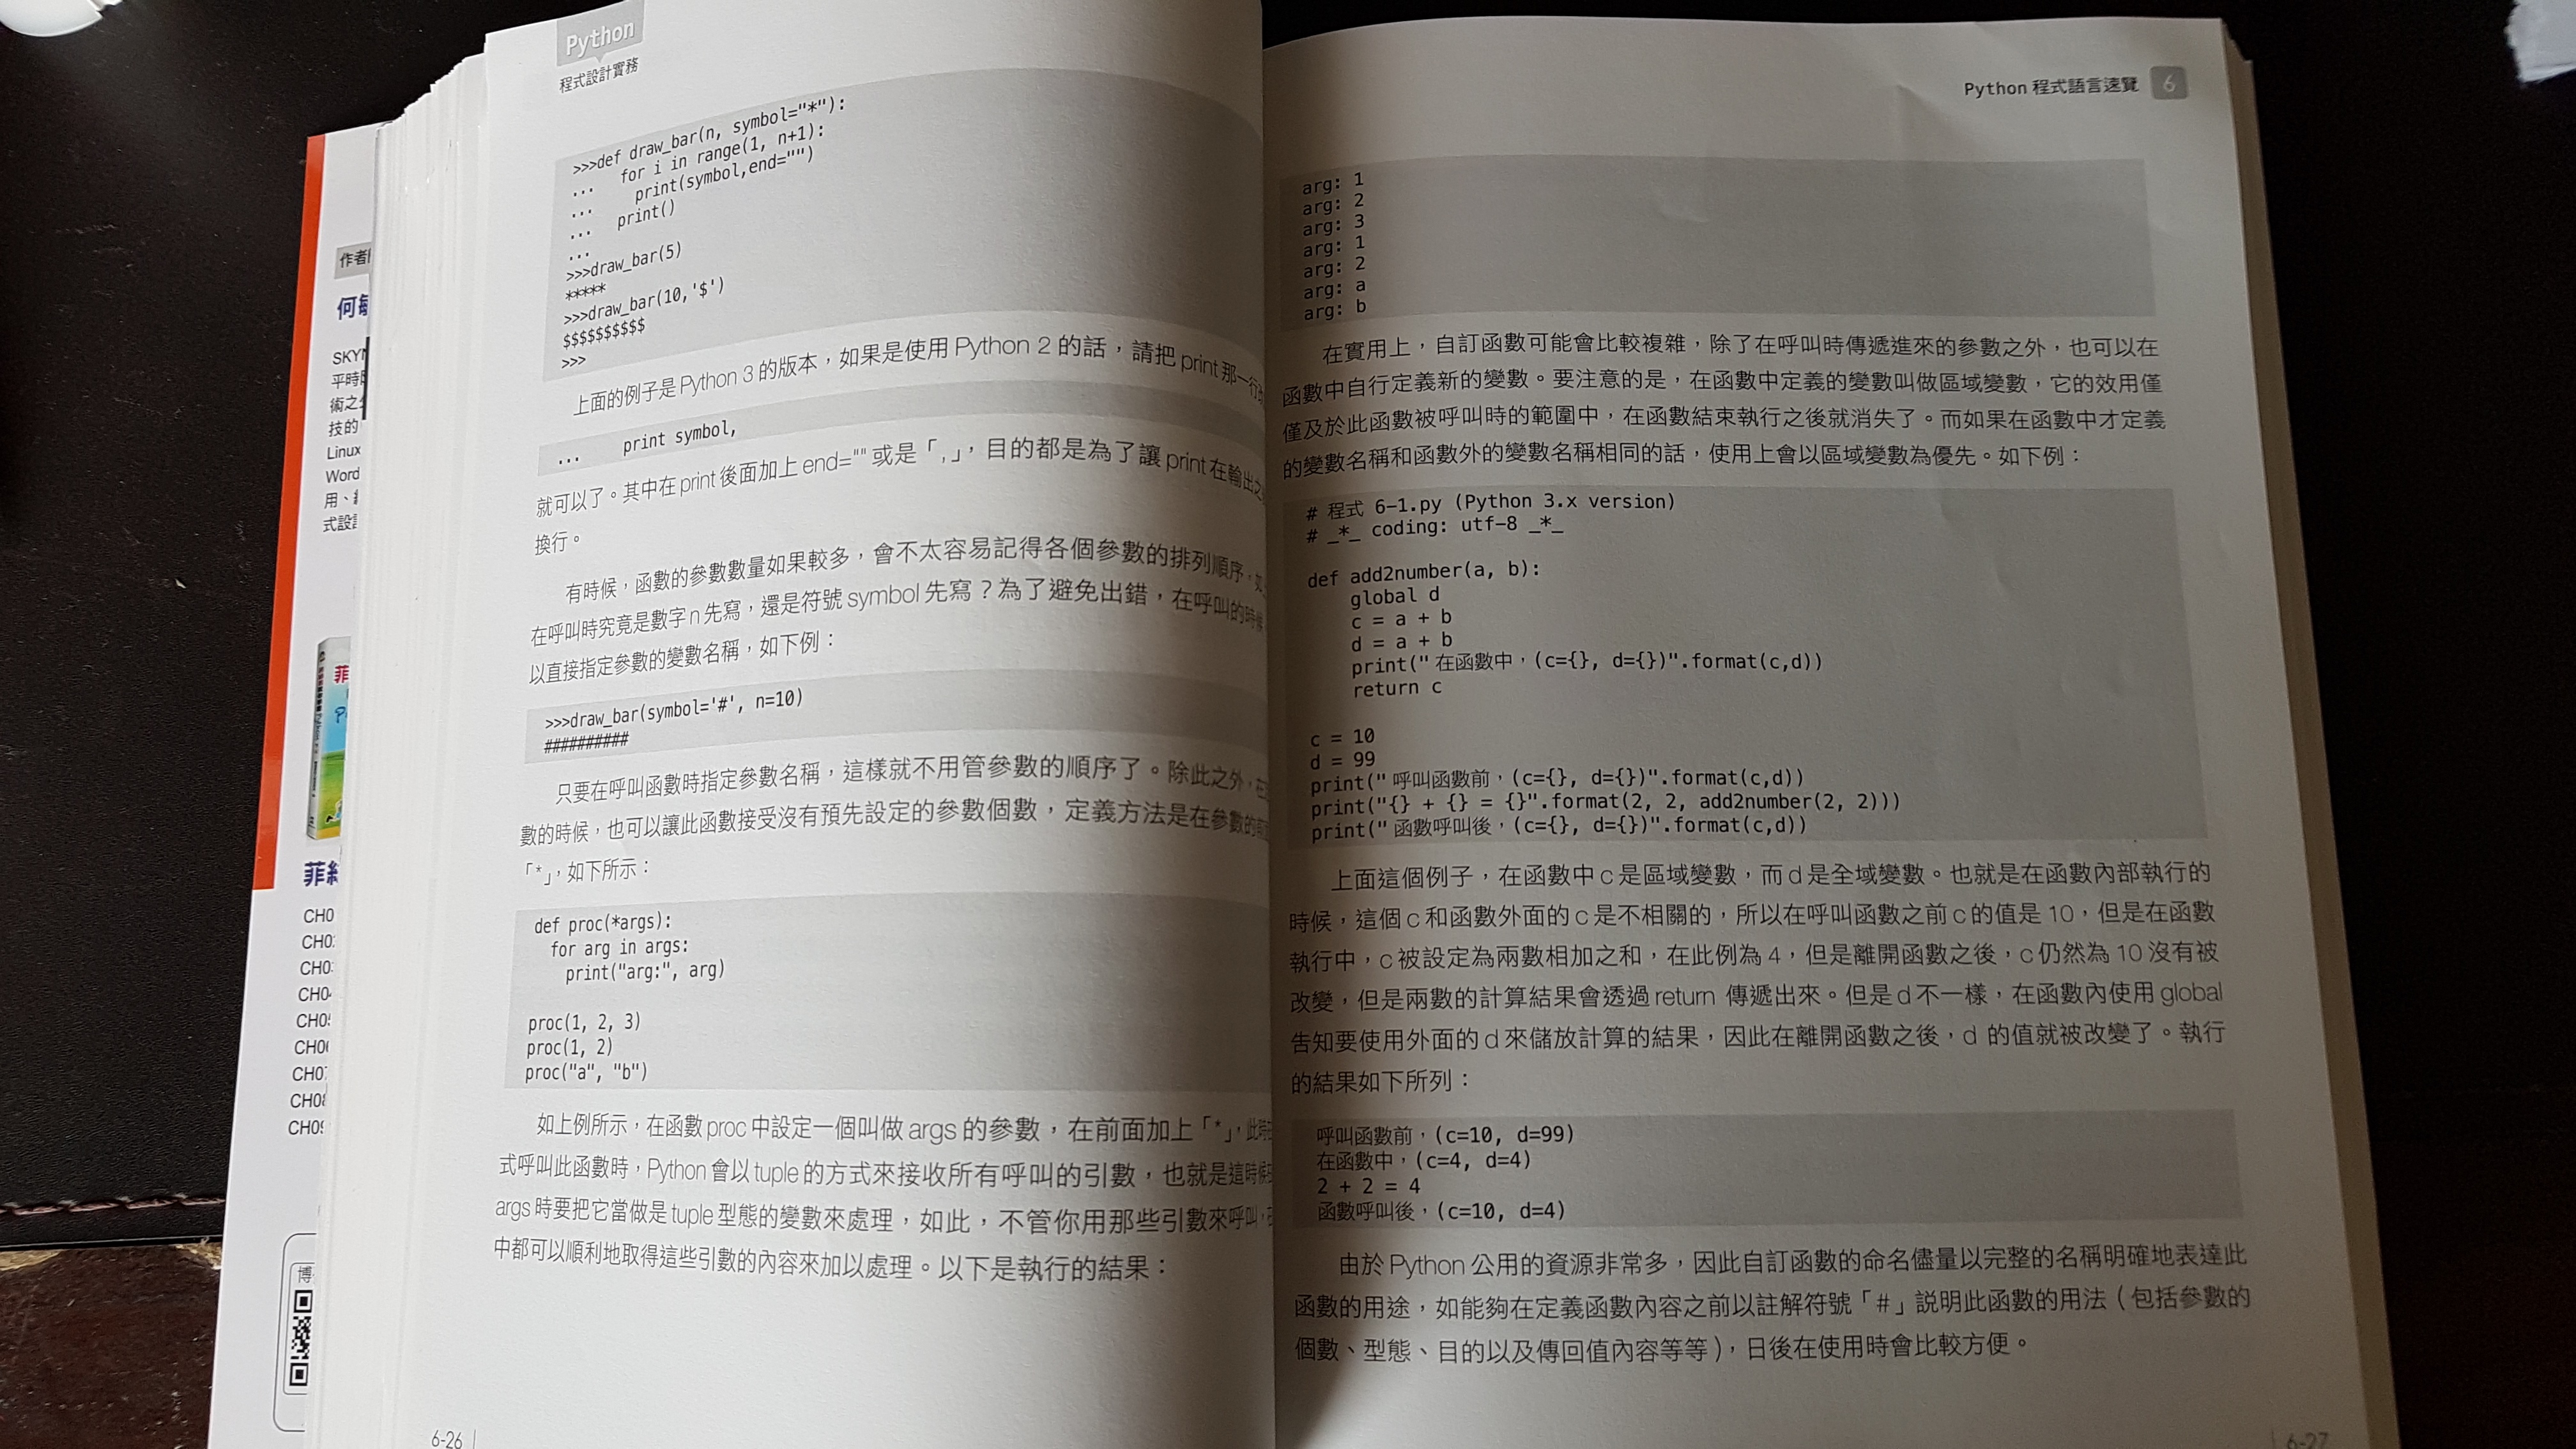 Python
程式設計實務
>>>def draw_bar(n, symbol="*"):
...   for i in range(1, n+1):
...     print(symbol,end="")
...   print()
...
>>>draw_bar(5)
*****
>>>draw_bar(10,'$')
$$$$$$$$$$
>>>
上面的例子是 Python 3 的版本，如果是使用 Python 2 的話，請把 print 那一行
...     print symbol,
就可以了。其中在 print 後面加上 end="" 或是「,」，目的都是為了讓 print 在輸出之
換行。
有時候，函數的參數數量如果較多，會不太容易記得各個參數的排列順序，
在呼叫時究竟是數字 n 先寫，還是符號 symbol 先寫？為了避免出錯，在呼叫的時候
以直接指定參數的變數名稱，如下例：
>>>draw_bar(symbol='#', n=10)
##########
只要在呼叫函數時指定參數名稱，這樣就不用管參數的順序了。除此之外，在
數的時候，也可以讓此函數接受沒有預先設定的參數個數，定義方法是在參數的
「*」，如下所示：
def proc(*args):
  for arg in args:
    print("arg:", arg)
proc(1, 2, 3)
proc(1, 2)
proc("a", "b")
如上例所示，在函數 proc 中設定一個叫做 args 的參數，在前面加上「*」，此時
式呼叫此函數時，Python 會以 tuple 的方式來接收所有呼叫的引數，也就是這時候
args 時要把它當做是 tuple 型態的變數來處理，如此，不管你用那些引數來呼叫，
中都可以順利地取得這些引數的內容來加以處理。以下是執行的結果：
6-26
作者
何敏
SKYN
平時
術之
技的
Linux
Word
用、
式設
菲
CH0
CH0
CH0
CH0
CH05
CH06
CH07
CH08
CH09
博
Python 程式語言速覽 6
arg: 1
arg: 2
arg: 3
arg: 1
arg: 2
arg: a
arg: b
在實用上，自訂函數可能會比較複雜，除了在呼叫時傳遞進來的參數之外，也可以在
函數中自行定義新的變數。要注意的是，在函數中定義的變數叫做區域變數，它的效用僅
僅及於此函數被呼叫時的範圍中，在函數結束執行之後就消失了。而如果在函數中才定義
的變數名稱和函數外的變數名稱相同的話，使用上會以區域變數為優先。如下例：
# 程式 6-1.py (Python 3.x version)
# _*_ coding: utf-8 _*_
def add2number(a, b):
    global d
    c = a + b
    d = a + b
    print(" 在函數中，(c={}, d={})".format(c,d))
    return c
c = 10
d = 99
print(" 呼叫函數前，(c={}, d={})".format(c,d))
print("{} + {} = {}".format(2, 2, add2number(2, 2)))
print(" 函數呼叫後，(c={}, d={})".format(c,d))
上面這個例子，在函數中 c 是區域變數，而 d 是全域變數。也就是在函數內部執行的
時候，這個 c 和函數外面的 c 是不相關的，所以在呼叫函數之前 c 的值是 10，但是在函數
執行中，c 被設定為兩數相加之和，在此例為 4，但是離開函數之後，c 仍然為 10 沒有被
改變，但是兩數的計算結果會透過 return 傳遞出來。但是 d 不一樣，在函數內使用 global
告知要使用外面的 d 來儲放計算的結果，因此在離開函數之後，d 的值就被改變了。執行
的結果如下所列：
呼叫函數前，(c=10, d=99)
在函數中，(c=4, d=4)
2 + 2 = 4
函數呼叫後，(c=10, d=4)
由於 Python 公用的資源非常多，因此自訂函數的命名儘量以完整的名稱明確地表達此
函數的用途，如能夠在定義函數內容之前以註解符號「#」説明此函數的用法（包括參數的
個數、型態、目的以及傳回值內容等等），日後在使用時會比較方便。
6-27